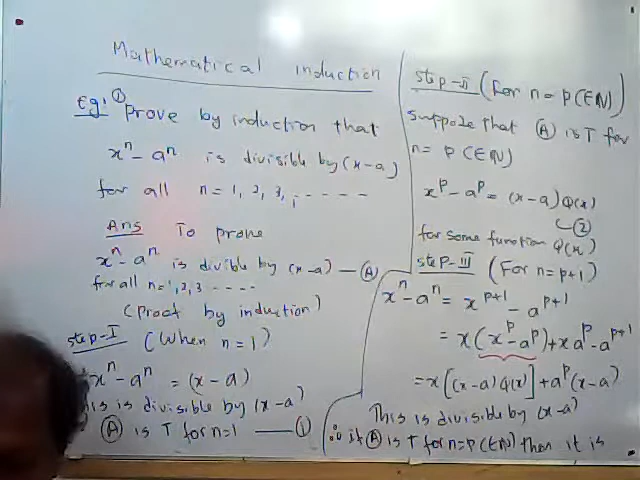 Mathematical induction
Eg: ① Prove by induction that
xⁿ - aⁿ is divisible by (x-a)
for all n = 1, 2, 3, - - - - -
Ans To prove
xⁿ - aⁿ is divible by (x-a) — Ⓐ
for all n=1,2,3 - - - -
(Proof by induction)
Step-I (When n=1)
xⁿ - aⁿ = (x-a)
This is divisible by (x-a)
Ⓐ is T for n=1 — ①
Step-II (For n = P(∈N))
Suppose that Ⓐ is T for
n = P(∈N)
xᴾ - aᴾ = (x-a) Q(x)
②
for some function Q(x)
Step-III (For n=p+1)
xⁿ - aⁿ = xᵖ⁺¹ - aᵖ⁺¹
= x(xᴾ - aᴾ) + xaᴾ - aᵖ⁺¹
= x[(x-a) Q(x)] + aᴾ(x-a)
This is divisible by (x-a)
∴ if Ⓐ is T for n=P(∈N) then it is